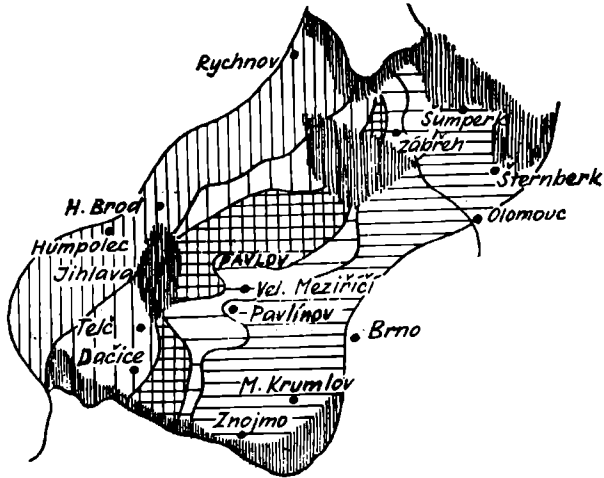 Rychnov
Šumperk
Zábřeh
Šternberk
H. Brod
Olomouc
Humpolec
PAVLOV
Jihlava
Vel. Meziříčí
Pavlínov
Telč
Brno
Dačice
M. Krumlov
Znojmo